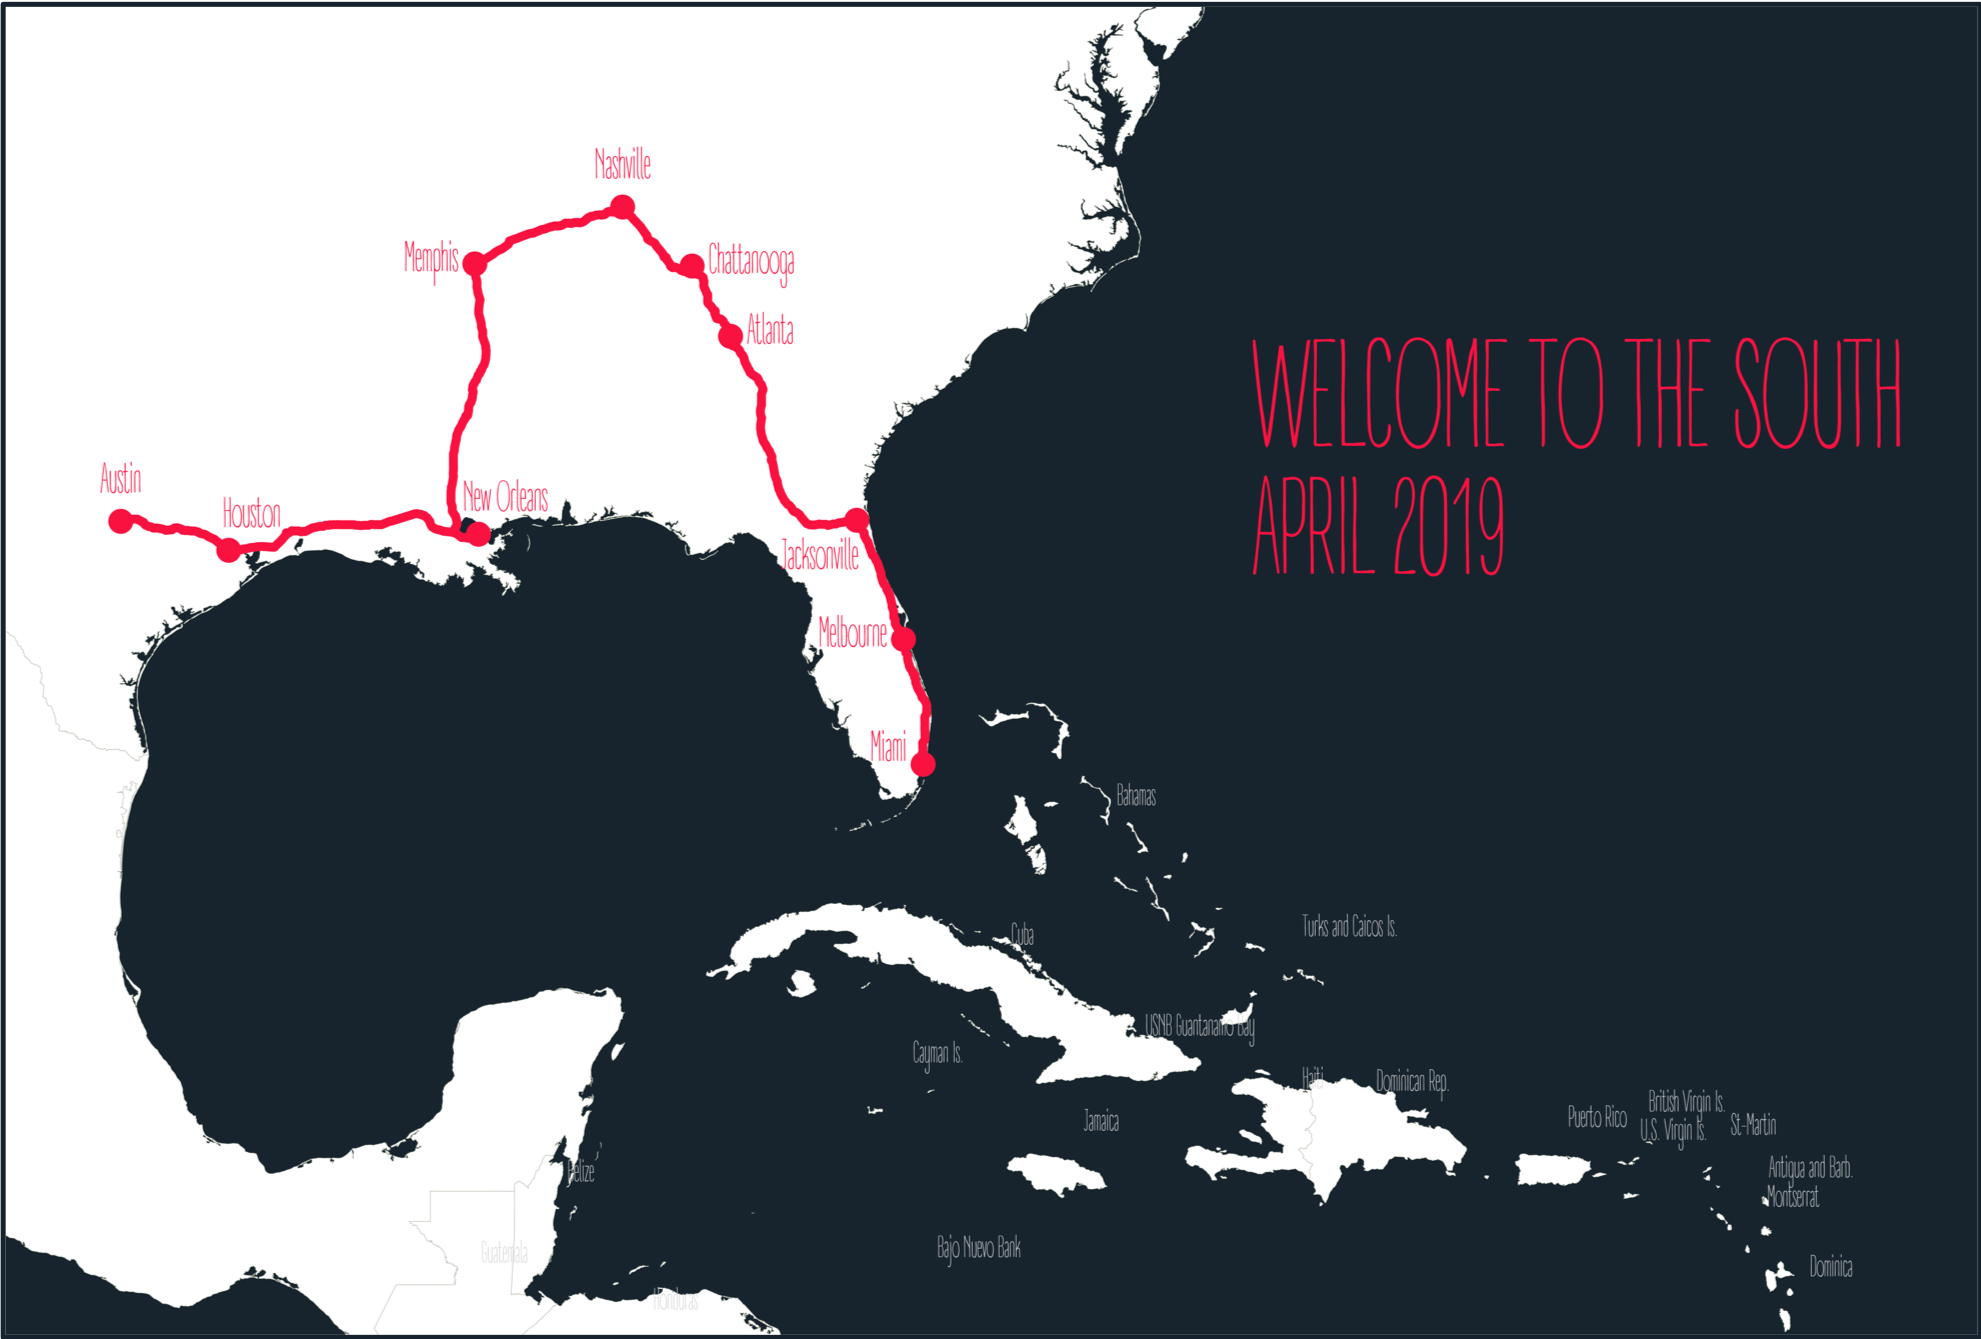 Nashville
Memphis
Chattanooga
Atlanta
WELCOME TO THE SOUTH
APRIL 2019
Austin
Houston
New Orleans
Jacksonville
Melbourne
Miami
Bahamas
Turks and Caicos Is.
Cuba
USNB Guantanamo Bay
Cayman Is.
Haiti
Dominican Rep.
Jamaica
Puerto Rico
British Virgin Is.
U.S. Virgin Is.
St-Martin
Antigua and Barb.
Montserrat
Belize
Guatemala
Bajo Nuevo Bank
Dominica
Honduras